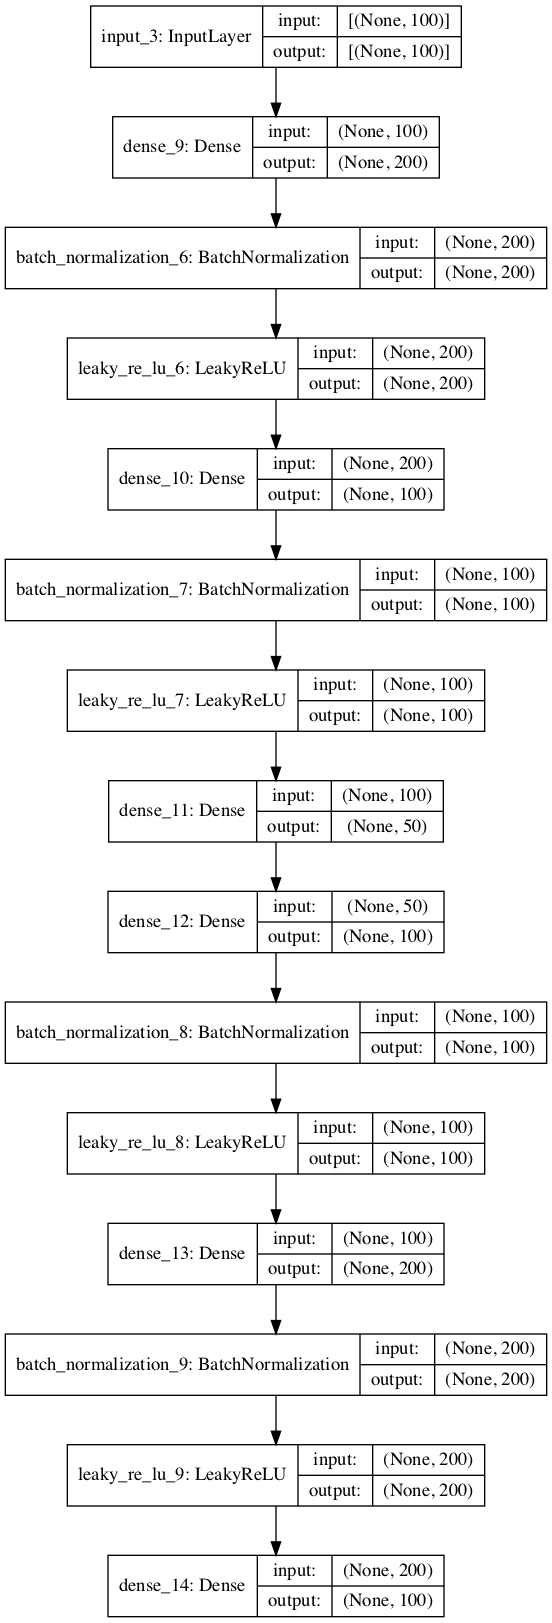 input_3: InputLayer
input: [(None, 100)]
output: [(None, 100)]
dense_9: Dense
input: (None, 100)
output: (None, 200)
batch_normalization_6: BatchNormalization
input: (None, 200)
output: (None, 200)
leaky_re_lu_6: LeakyReLU
input: (None, 200)
output: (None, 200)
dense_10: Dense
input: (None, 200)
output: (None, 100)
batch_normalization_7: BatchNormalization
input: (None, 100)
output: (None, 100)
leaky_re_lu_7: LeakyReLU
input: (None, 100)
output: (None, 100)
dense_11: Dense
input: (None, 100)
output: (None, 50)
dense_12: Dense
input: (None, 50)
output: (None, 100)
batch_normalization_8: BatchNormalization
input: (None, 100)
output: (None, 100)
leaky_re_lu_8: LeakyReLU
input: (None, 100)
output: (None, 100)
dense_13: Dense
input: (None, 100)
output: (None, 200)
batch_normalization_9: BatchNormalization
input: (None, 200)
output: (None, 200)
leaky_re_lu_9: LeakyReLU
input: (None, 200)
output: (None, 200)
dense_14: Dense
input: (None, 200)
output: (None, 100)